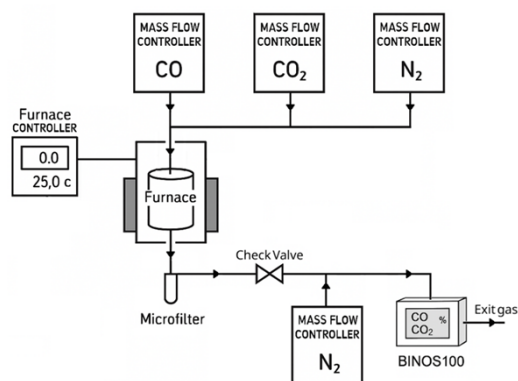 MASS FLOW
CONTROLLER
CO
MASS FLOW
CONTROLLER
CO₂
MASS FLOW
CONTROLLER
N₂
Furnace
CONTROLLER
0.0
25,0 c
Furnace
Check Valve
Microfilter
MASS FLOW
CONTROLLER
N₂
CO %
CO₂
Exit gas
BINOS100